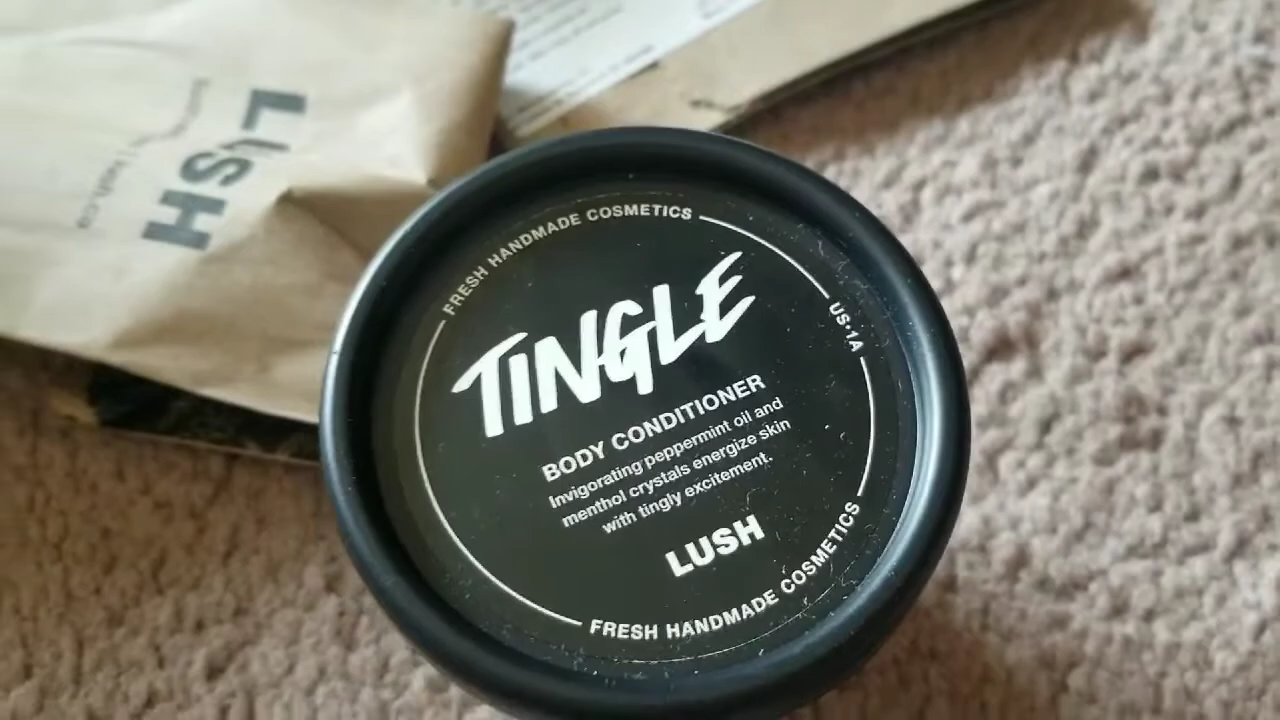 LUSH
FRESH HANDMADE COSMETICS
US·1A
TINGLE
BODY CONDITIONER
Invigorating peppermint oil and
menthol crystals energize skin
with tingly excitement.
LUSH
FRESH HANDMADE COSMETICS